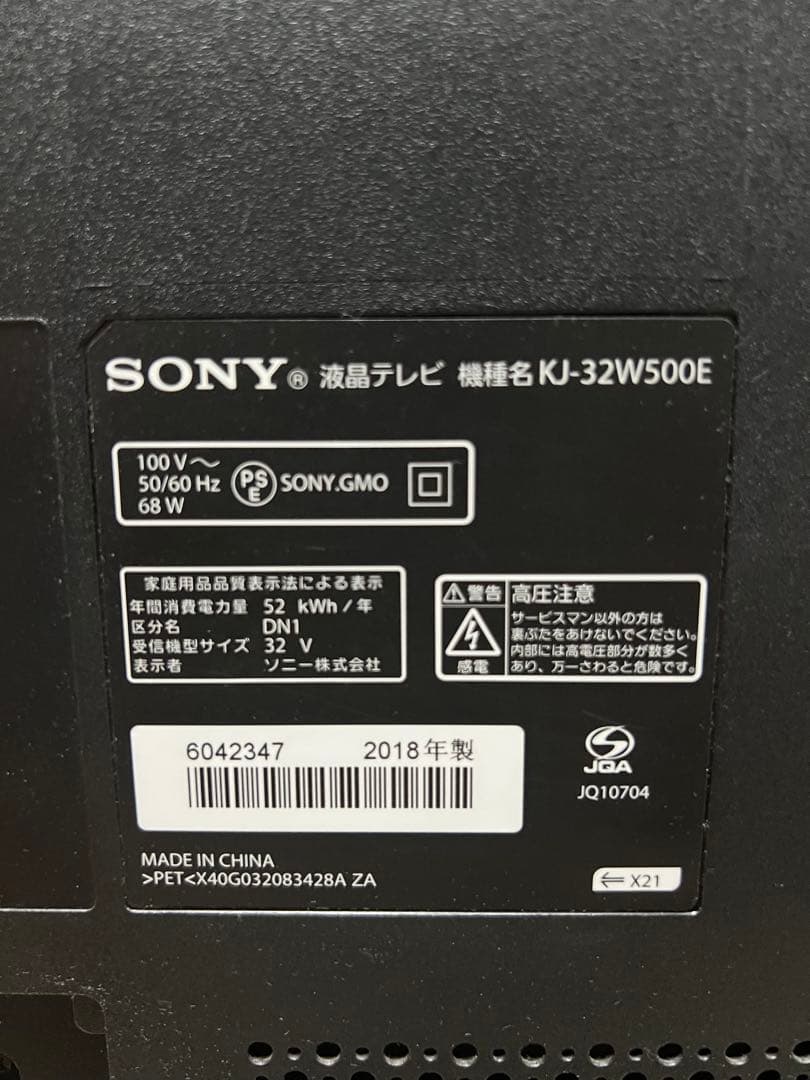 SONY® 液晶テレビ 機種名 KJ-32W500E
100 V～
50/60 Hz
68 W
PS
E
SONY.GMO
家庭用品品質表示法による表示
年間消費電力量 52 kWh/年
区分名 DN1
受信機型サイズ 32 V
表示者 ソニー株式会社
⚠警告 高圧注意
感電
サービスマン以外の方は
裏ぶたをあけないでください。
内部には高電圧部分が数多く
あり、万一さわると危険です。
6042347 2018年製
JQA
JQ10704
MADE IN CHINA
>PET<X40G032083428A ZA
⇐ X21